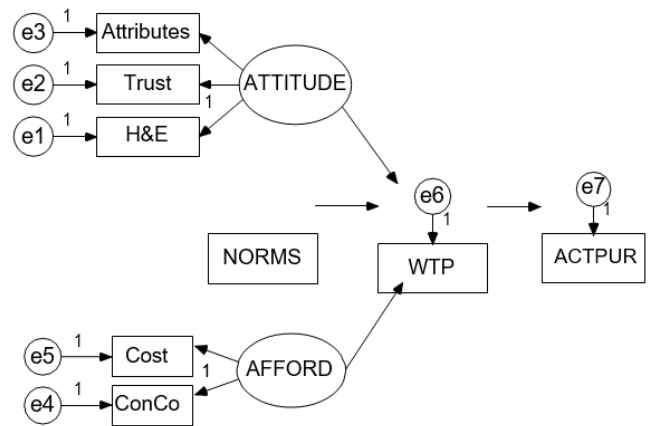 e3 1 Attributes
e2 1 Trust ATTITUDE
1
e1 1 H&E
e6 e7
1 1
NORMS WTP ACTPUR
e5 1 Cost
1 AFFORD
e4 1 ConCo